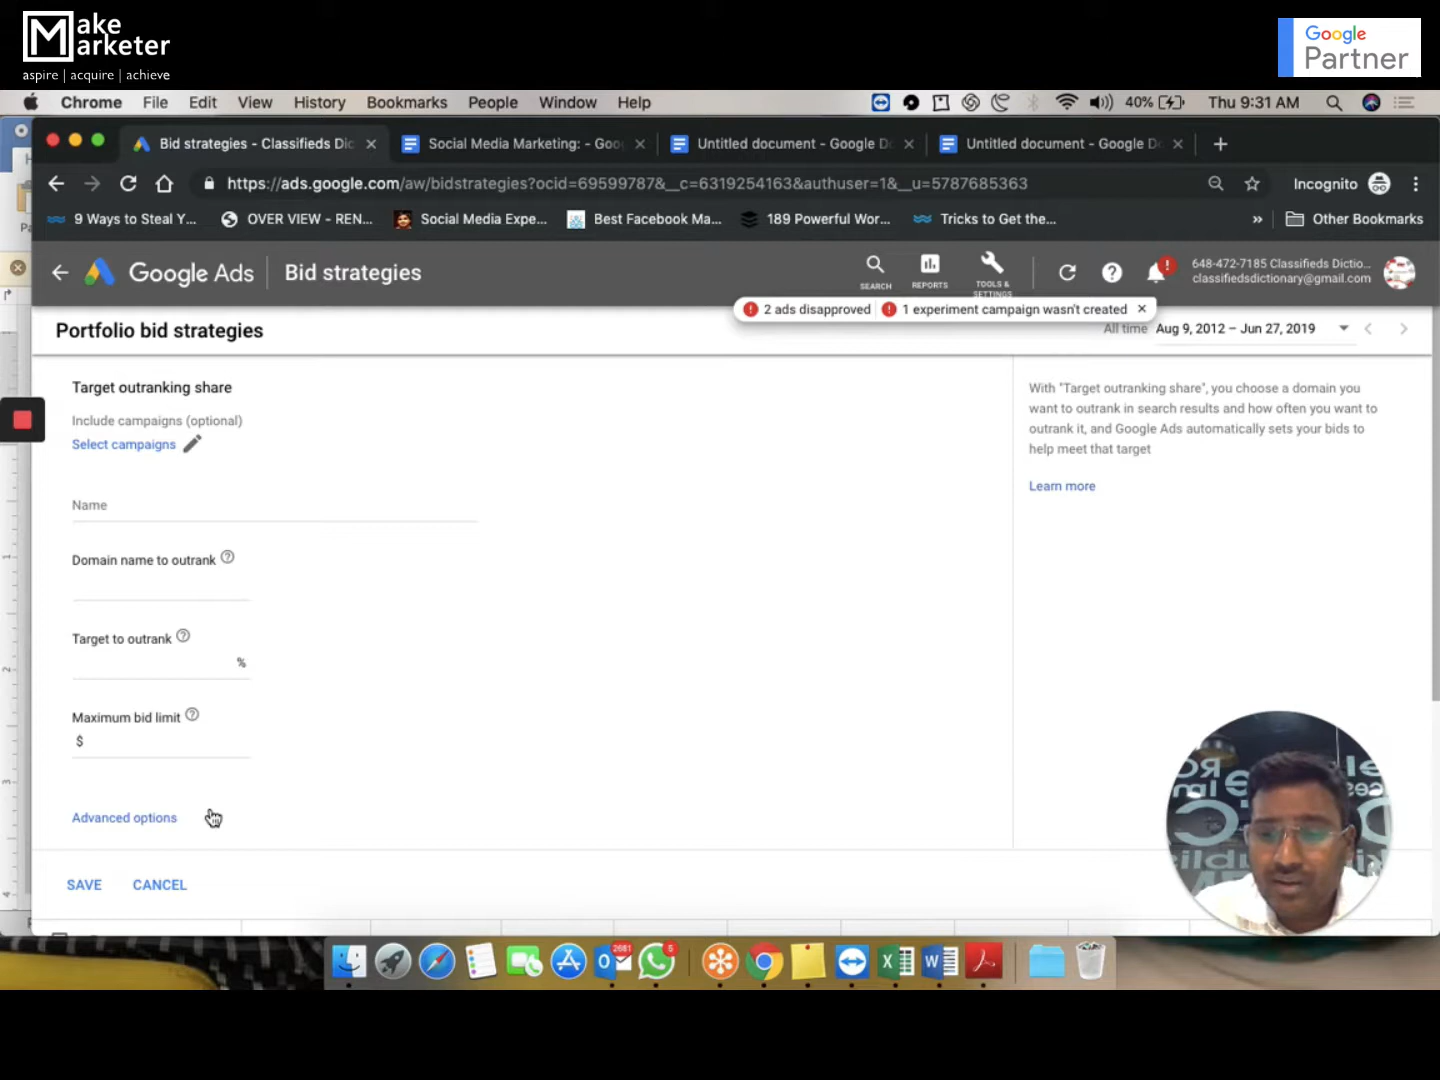 Make
Marketer
aspire | acquire | achieve
Google
Partner
Chrome File Edit View History Bookmarks People Window Help
40% Thu 9:31 AM
Bid strategies - Classifieds Dic
Social Media Marketing: - Goo
Untitled document - Google D
Untitled document - Google D
https://ads.google.com/aw/bidstrategies?ocid=69599787&__c=6319254163&authuser=1&__u=5787685363
Incognito
9 Ways to Steal Y...
OVER VIEW - REN...
Social Media Expe...
Best Facebook Ma...
189 Powerful Wor...
Tricks to Get the...
»
Other Bookmarks
Google Ads
Bid strategies
SEARCH
REPORTS
TOOLS &
SETTINGS
648-472-7185 Classifieds Dictio...
classifiedsdictionary@gmail.com
2 ads disapproved
1 experiment campaign wasn't created
Portfolio bid strategies
All time Aug 9, 2012 – Jun 27, 2019
Target outranking share
Include campaigns (optional)
Select campaigns
Name
Domain name to outrank
Target to outrank
%
Maximum bid limit
$
Advanced options
SAVE
CANCEL
With "Target outranking share", you choose a domain you
want to outrank in search results and how often you want to
outrank it, and Google Ads automatically sets your bids to
help meet that target
Learn more
2681
5